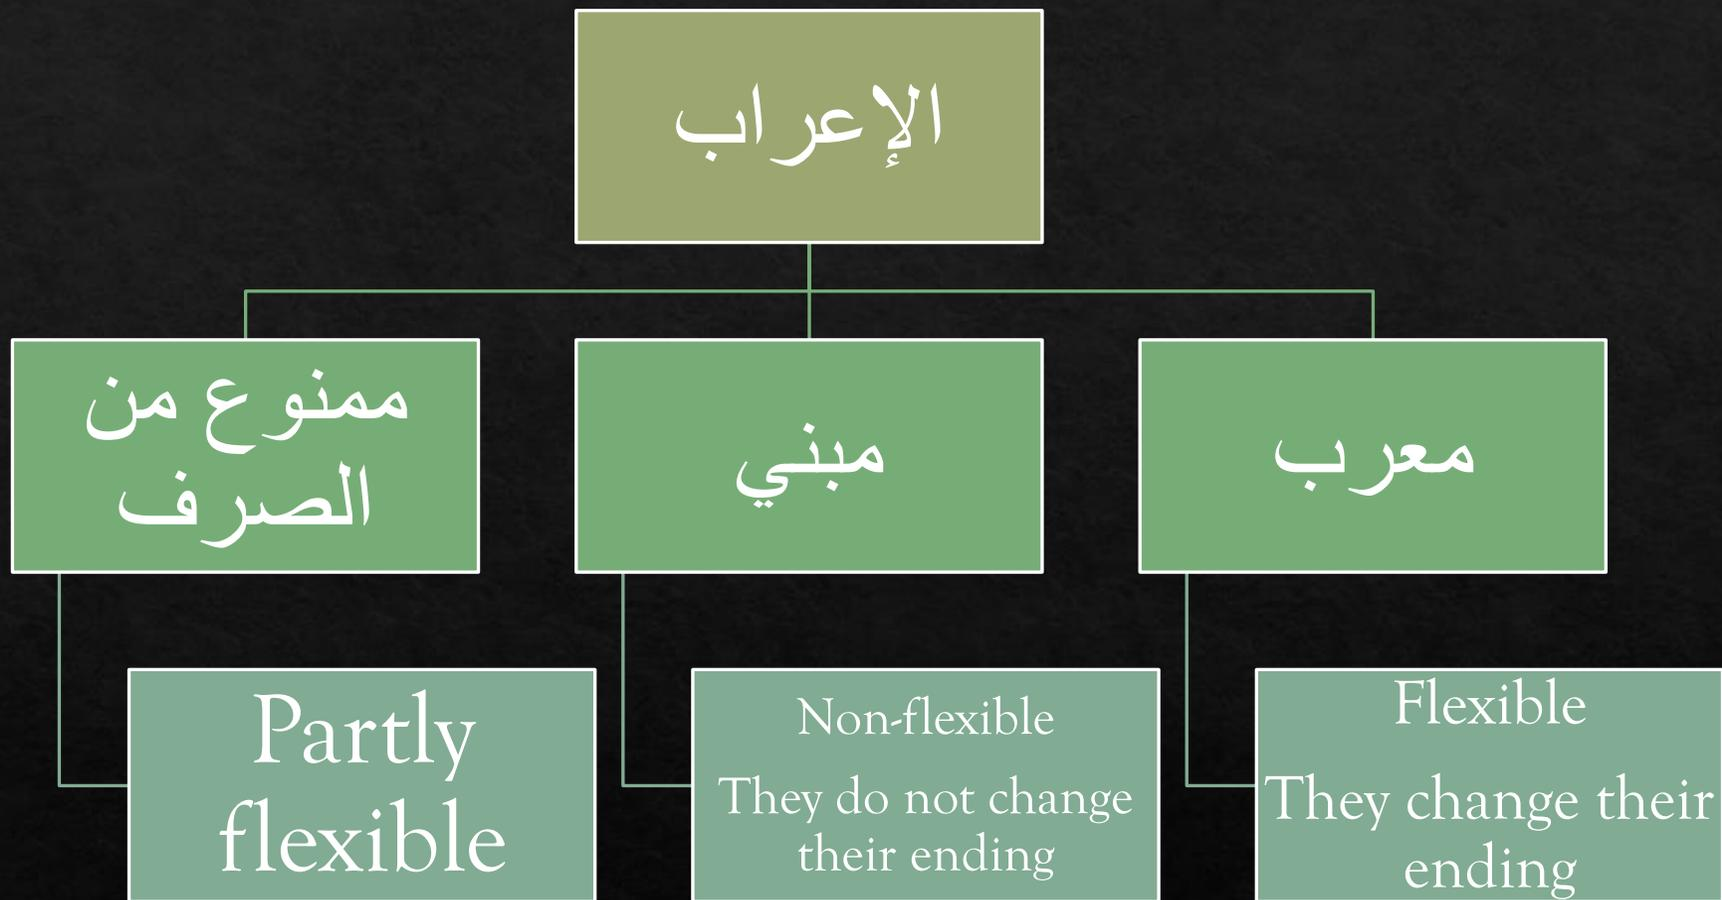 الإعراب
معرب
مبني
ممنوع من
الصرف
Flexible
They change their
ending
Non-flexible
They do not change
their ending
Partly
flexible